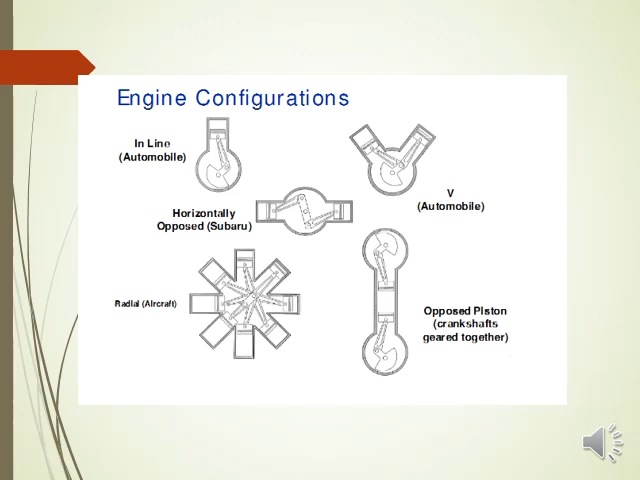 Engine Configurations
In Line
(Automobile)
V
(Automobile)
Horizontally
Opposed (Subaru)
Radial (Aircraft)
Opposed Piston
(crankshafts
geared together)